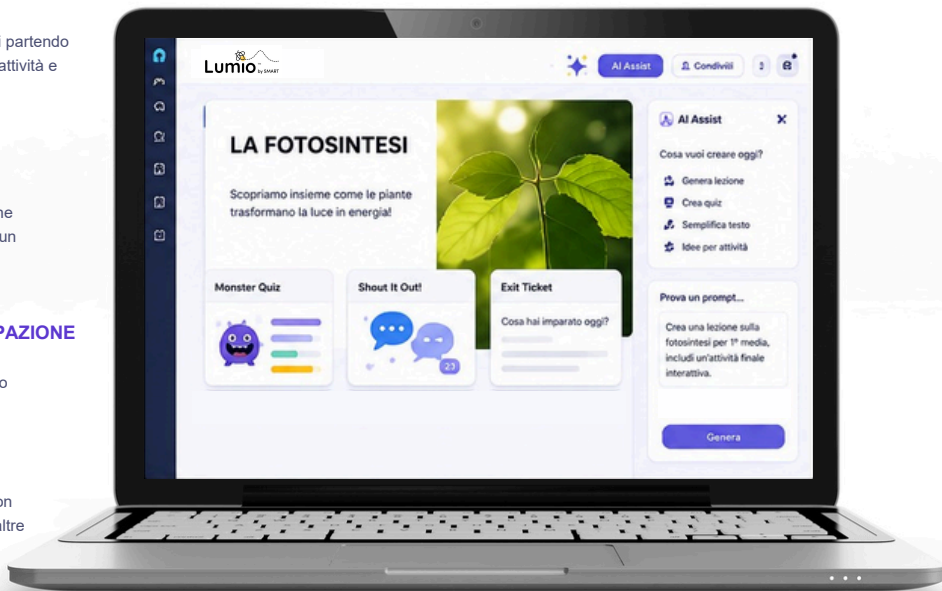 i partendo
attività e
ne
un
PAZIONE
o
on
altre
Lumio
by SMART
AI Assist
Condividi
LA FOTOSINTESI
Scopriamo insieme come le piante
trasformano la luce in energia!
Monster Quiz
Shout It Out!
23
Exit Ticket
Cosa hai imparato oggi?
AI Assist
X
Cosa vuoi creare oggi?
Genera lezione
Crea quiz
Semplifica testo
Idee per attività
Prova un prompt...
Crea una lezione sulla
fotosintesi per 1ª media,
includi un'attività finale
interattiva.
Genera